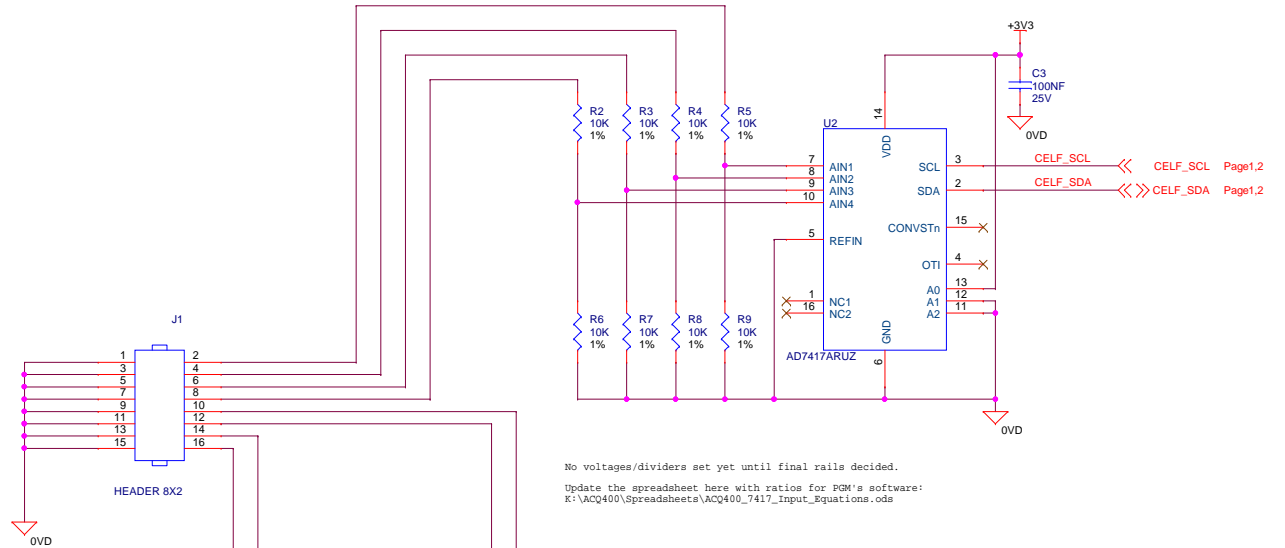 +3V3
C3
100NF
25V
0VD
R2
10K
1%
R3
10K
1%
R4
10K
1%
R5
10K
1%
U2
14
VDD
7 AIN1
8 AIN2
9 AIN3
10 AIN4
5 REFIN
1 NC1
16 NC2
SCL 3
SDA 2
CONVSTn 15
OTI 4
A0 13
A1 12
A2 11
GND
6
AD7417ARUZ
CELF_SCL
CELF_SCL Page1,2
CELF_SDA
CELF_SDA Page1,2
R6
10K
1%
R7
10K
1%
R8
10K
1%
R9
10K
1%
0VD
J1
1 2
3 4
5 6
7 8
9 10
11 12
13 14
15 16
HEADER 8X2
0VD
No voltages/dividers set yet until final rails decided.
Update the spreadsheet here with ratios for PGM's software:
K:\ACQ400\Spreadsheets\ACQ400_7417_Input_Equations.ods